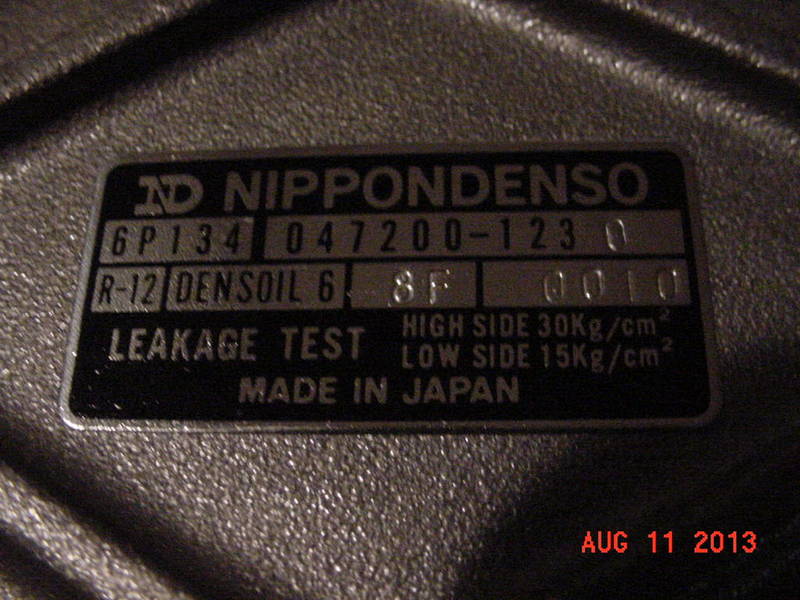 ND NIPPONDENSO
6P134 047200-123 0
R-12 DENSOIL 6 8F 0010
LEAKAGE TEST HIGH SIDE 30Kg/cm²
LOW SIDE 15Kg/cm²
MADE IN JAPAN
AUG 11 2013